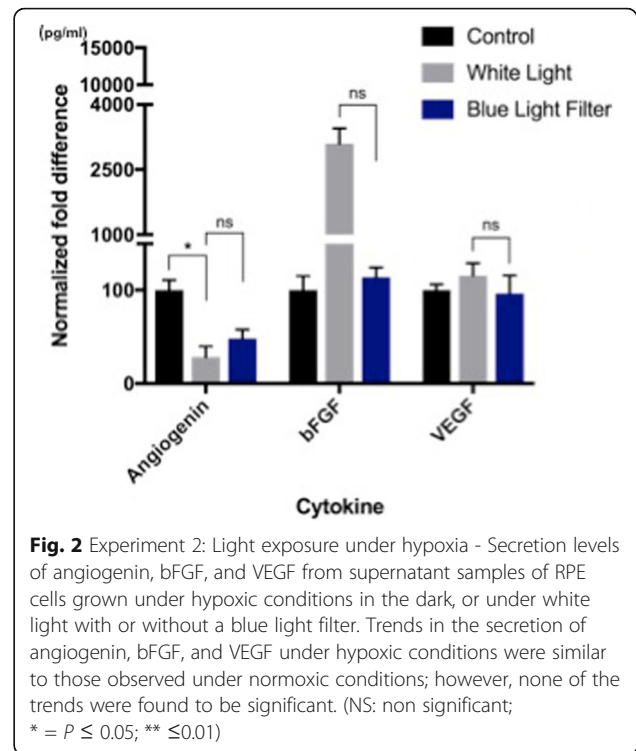 (pg/ml)
15000
10000
4000
2500
1000
100
0
Normalized fold difference
Control
White Light
Blue Light Filter
*
ns
ns
ns
Angiogenin
bFGF
VEGF
Cytokine
Fig. 2 Experiment 2: Light exposure under hypoxia - Secretion levels
of angiogenin, bFGF, and VEGF from supernatant samples of RPE
cells grown under hypoxic conditions in the dark, or under white
light with or without a blue light filter. Trends in the secretion of
angiogenin, bFGF, and VEGF under hypoxic conditions were similar
to those observed under normoxic conditions; however, none of the
trends were found to be significant. (NS: non significant;
* = P ≤ 0.05; ** ≤0.01)